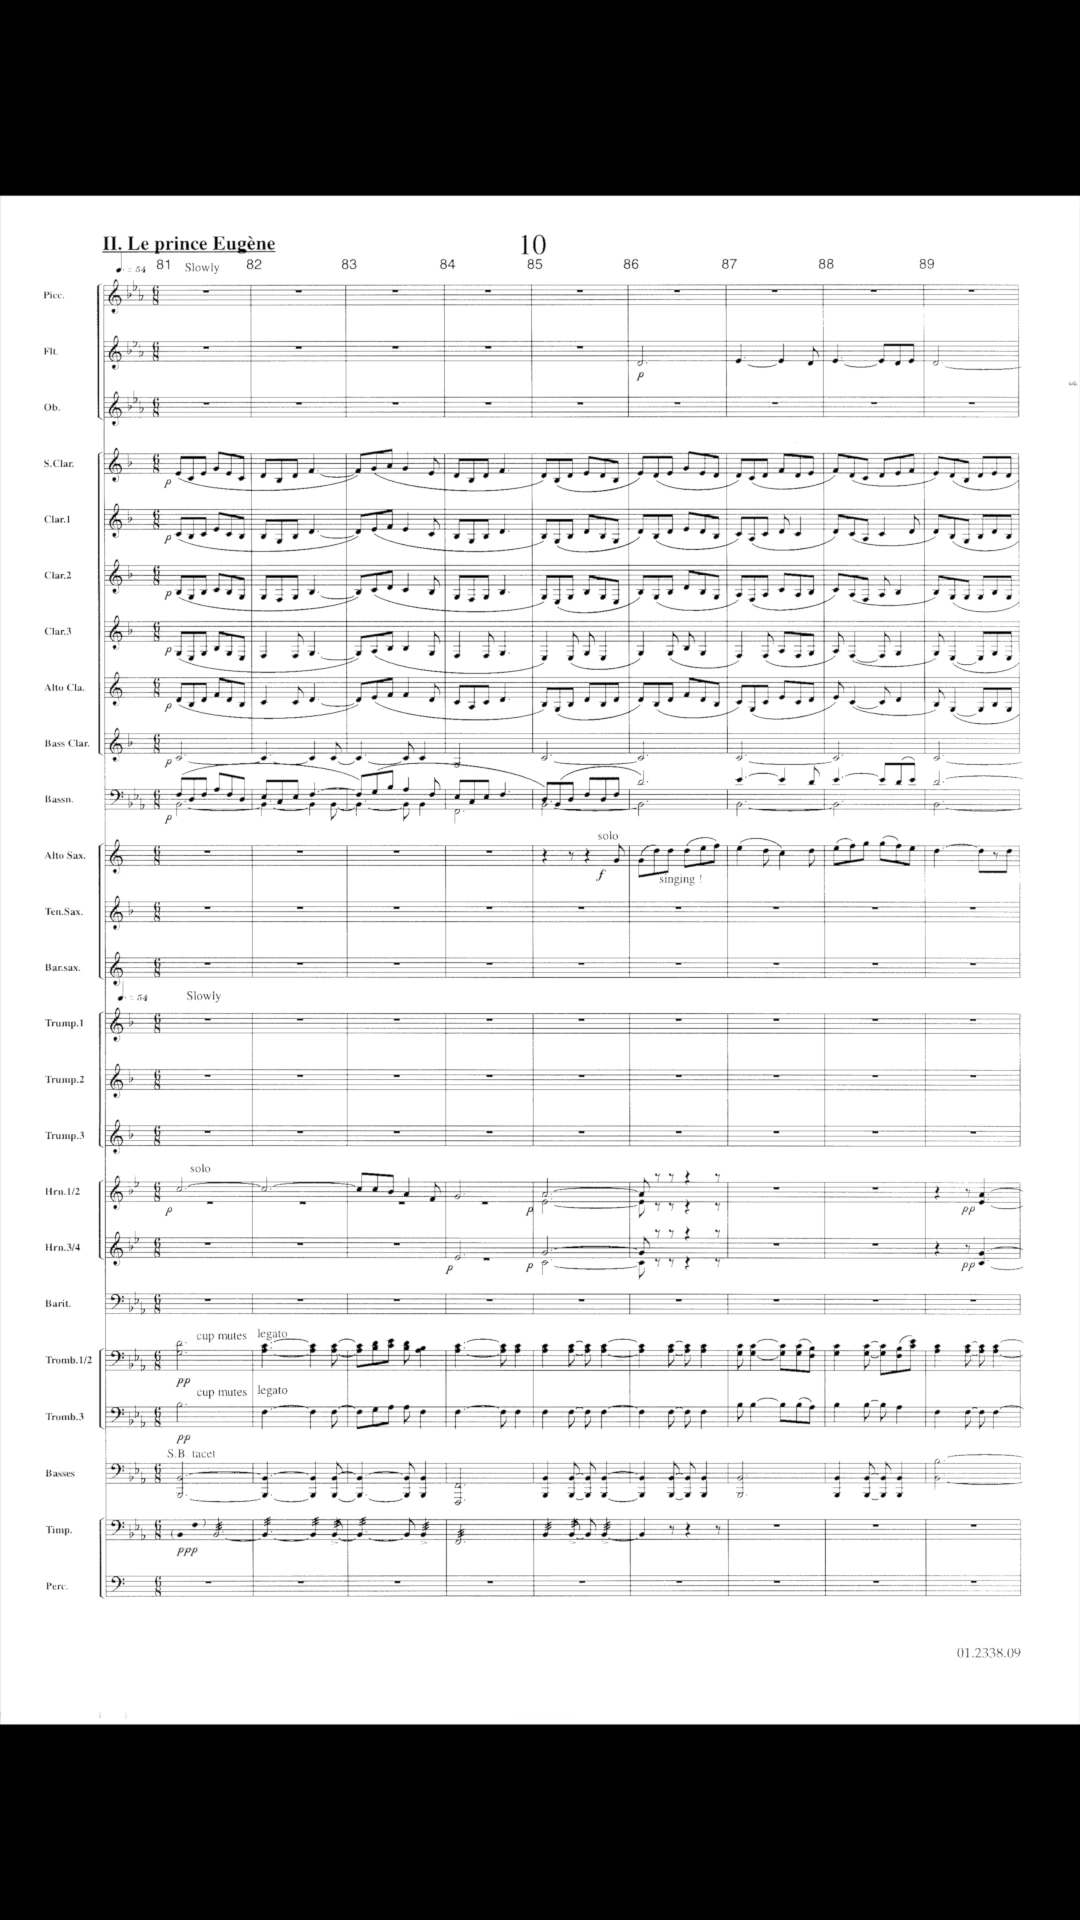 II. Le prince Eugène
10
♩. = 54 81 Slowly 82 83 84 85 86 87 88 89
Picc.
Flt.
p
Ob.
S.Clar.
p
Clar.1
p
Clar.2
p
Clar.3
p
Alto Cla.
p
Bass Clar.
p
Bassn.
p
solo
Alto Sax.
f
singing !
Ten.Sax.
Bar.sax.
♩. = 54 Slowly
Trump.1
Trump.2
Trump.3
solo
Hrn.1/2
p p pp
Hrn.3/4
p p pp
Barit.
cup mutes legato
Tromb.1/2
pp
cup mutes legato
Tromb.3
pp
S.B. tacet
Basses
Timp.
ppp
Perc.
01.2338.09